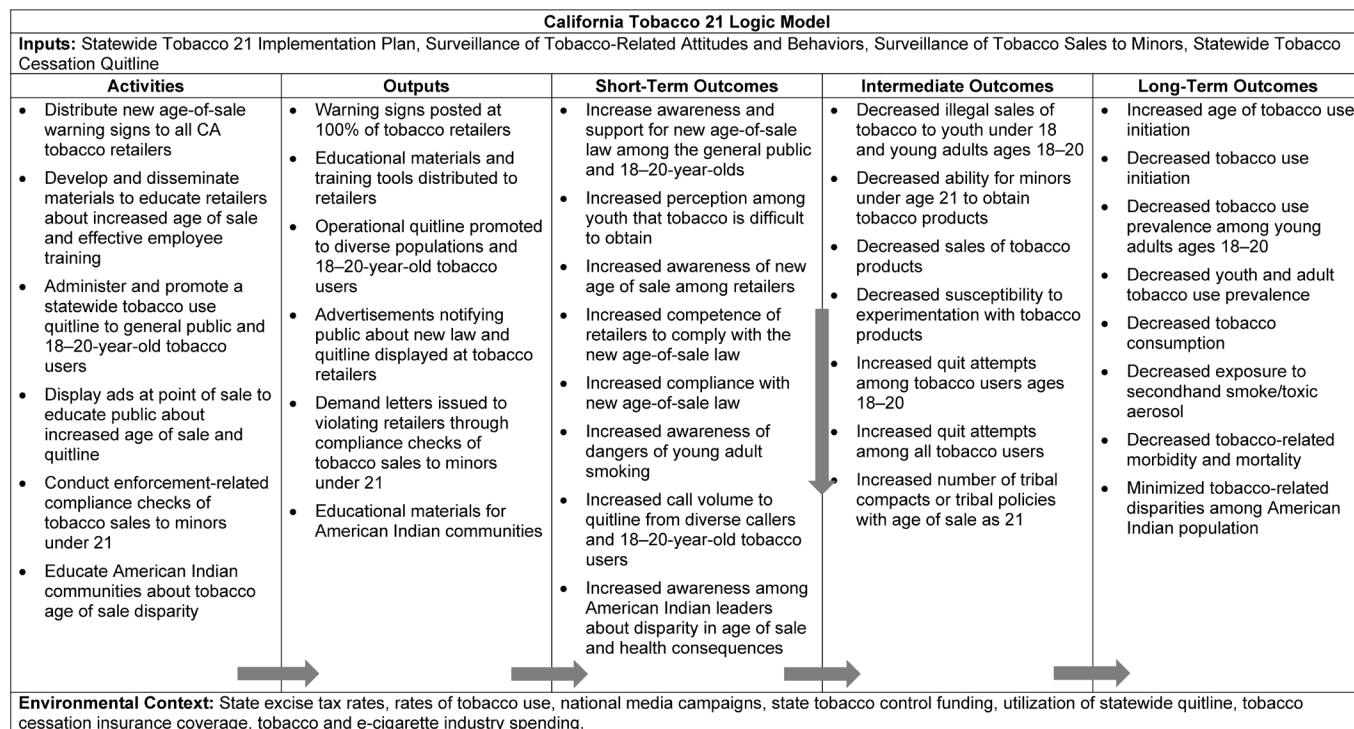 California Tobacco 21 Logic Model
Inputs: Statewide Tobacco 21 Implementation Plan, Surveillance of Tobacco-Related Attitudes and Behaviors, Surveillance of Tobacco Sales to Minors, Statewide Tobacco
Cessation Quitline
Activities
• Distribute new age-of-sale
warning signs to all CA
tobacco retailers
• Develop and disseminate
materials to educate retailers
about increased age of sale
and effective employee
training
• Administer and promote a
statewide tobacco use
quitline to general public and
18–20-year-old tobacco
users
• Display ads at point of sale to
educate public about
increased age of sale and
quitline
• Conduct enforcement-related
compliance checks of
tobacco sales to minors
under 21
• Educate American Indian
communities about tobacco
age of sale disparity
Outputs
• Warning signs posted at
100% of tobacco retailers
• Educational materials and
training tools distributed to
retailers
• Operational quitline promoted
to diverse populations and
18–20-year-old tobacco
users
• Advertisements notifying
public about new law and
quitline displayed at tobacco
retailers
• Demand letters issued to
violating retailers through
compliance checks of
tobacco sales to minors
under 21
• Educational materials for
American Indian communities
Short-Term Outcomes
• Increase awareness and
support for new age-of-sale
law among the general public
and 18–20-year-olds
• Increased perception among
youth that tobacco is difficult
to obtain
• Increased awareness of new
age of sale among retailers
• Increased competence of
retailers to comply with the
new age-of-sale law
• Increased compliance with
new age-of-sale law
• Increased awareness of
dangers of young adult
smoking
• Increased call volume to
quitline from diverse callers
and 18–20-year-old tobacco
users
• Increased awareness among
American Indian leaders
about disparity in age of sale
and health consequences
Intermediate Outcomes
• Decreased illegal sales of
tobacco to youth under 18
and young adults ages 18–20
• Decreased ability for minors
under age 21 to obtain
tobacco products
• Decreased sales of tobacco
products
• Decreased susceptibility to
experimentation with tobacco
products
• Increased quit attempts
among tobacco users ages
18–20
• Increased quit attempts
among all tobacco users
• Increased number of tribal
compacts or tribal policies
with age of sale as 21
Long-Term Outcomes
• Increased age of tobacco use
initiation
• Decreased tobacco use
initiation
• Decreased tobacco use
prevalence among young
adults ages 18–20
• Decreased youth and adult
tobacco use prevalence
• Decreased tobacco
consumption
• Decreased exposure to
secondhand smoke/toxic
aerosol
• Decreased tobacco-related
morbidity and mortality
• Minimized tobacco-related
disparities among American
Indian population
Environmental Context: State excise tax rates, rates of tobacco use, national media campaigns, state tobacco control funding, utilization of statewide quitline, tobacco
cessation insurance coverage, tobacco and e-cigarette industry spending.